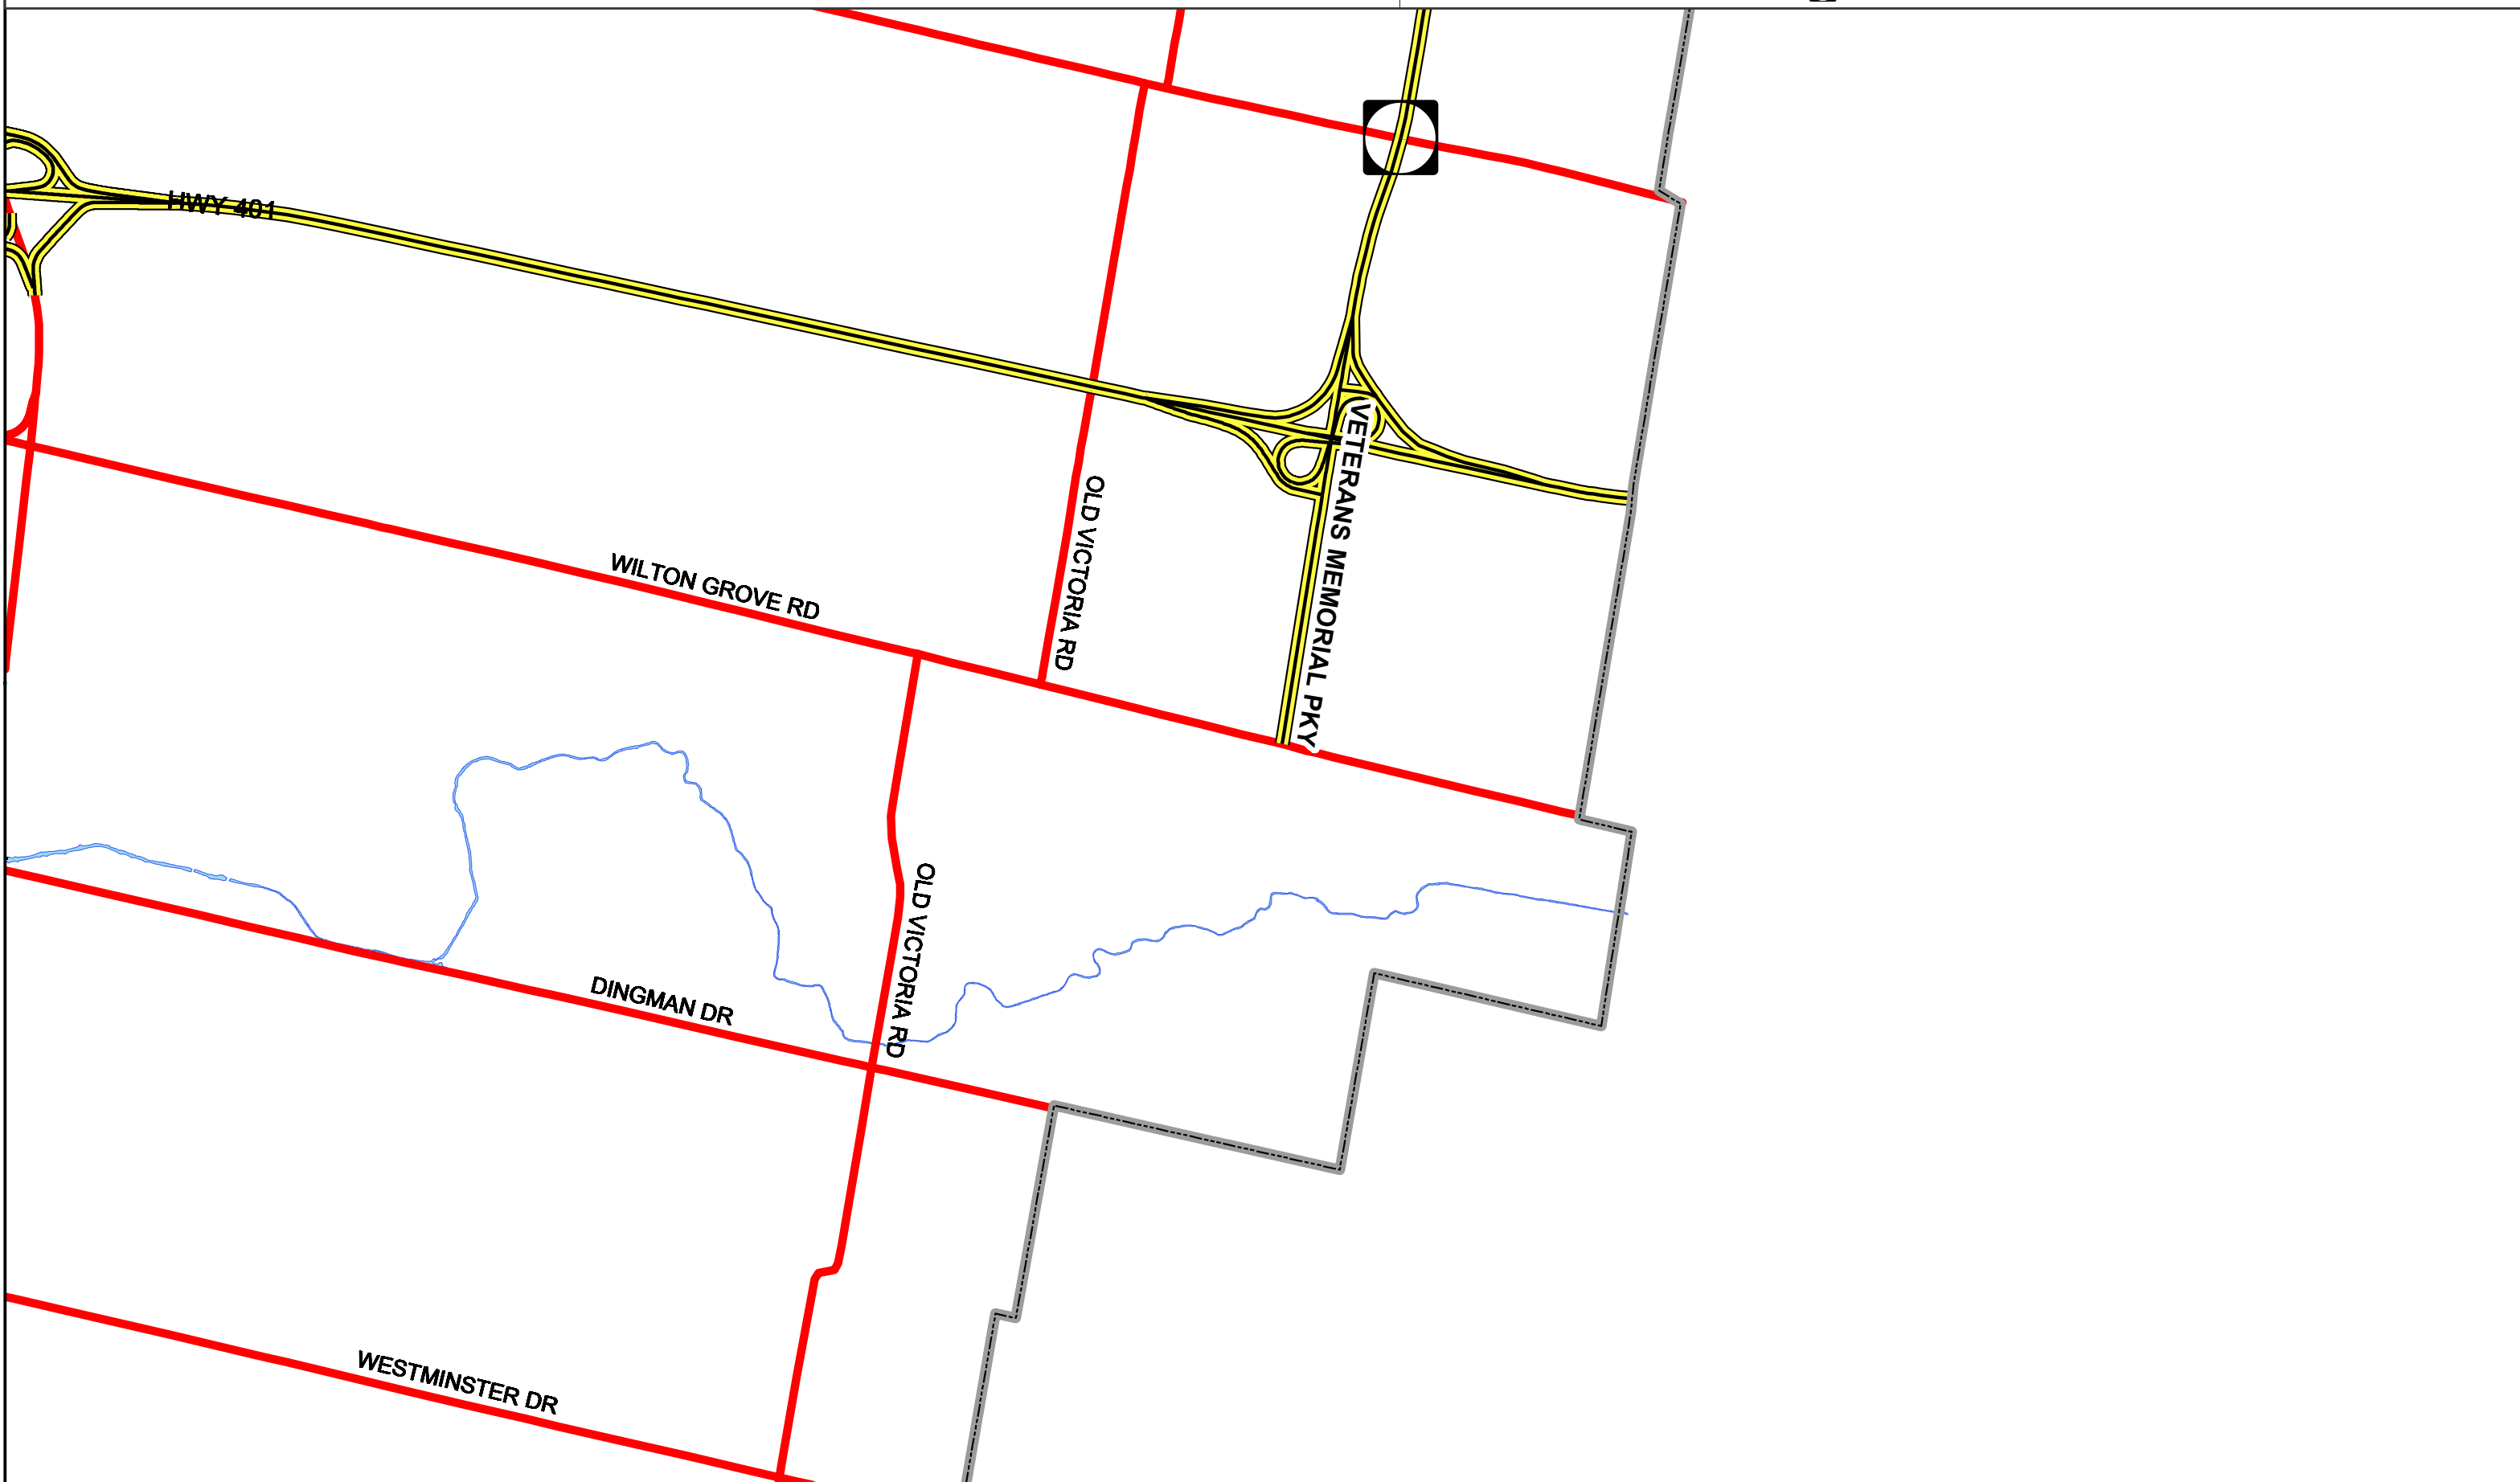 HWY 401
VETERANS MEMORIAL PKY
OLD VICTORIA RD
WILTON GROVE RD
OLD VICTORIA RD
DINGMAN DR
WESTMINSTER DR